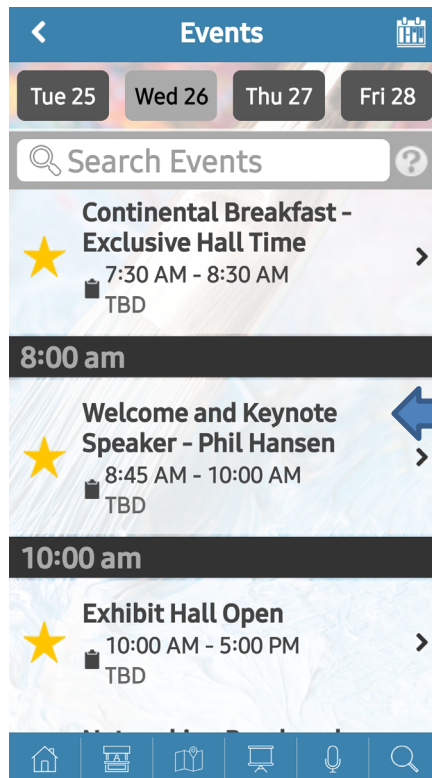 Events
Tue 25 Wed 26 Thu 27 Fri 28
Search Events ?
Continental Breakfast -
Exclusive Hall Time
7:30 AM - 8:30 AM
TBD
8:00 am
Welcome and Keynote
Speaker - Phil Hansen
8:45 AM - 10:00 AM
TBD
10:00 am
Exhibit Hall Open
10:00 AM - 5:00 PM
TBD